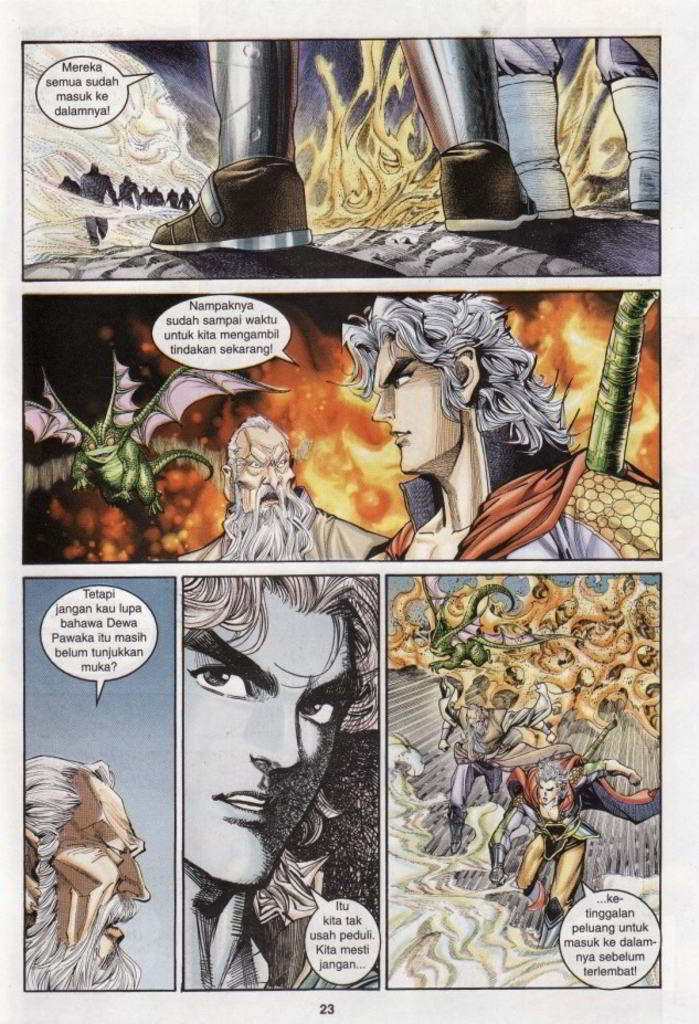 Mereka
semua sudah
masuk ke
dalamnya!
Nampaknya
sudah sampai waktu
untuk kita mengambil
tindakan sekarang!
Tetapi
jangan kau lupa
bahawa Dewa
Pawaka itu masih
belum tunjukkan
muka?
Itu
kita tak
usah peduli.
Kita mesti
jangan...
...ke-
tinggalan
peluang untuk
masuk ke dalam-
nya sebelum
terlembat!
23